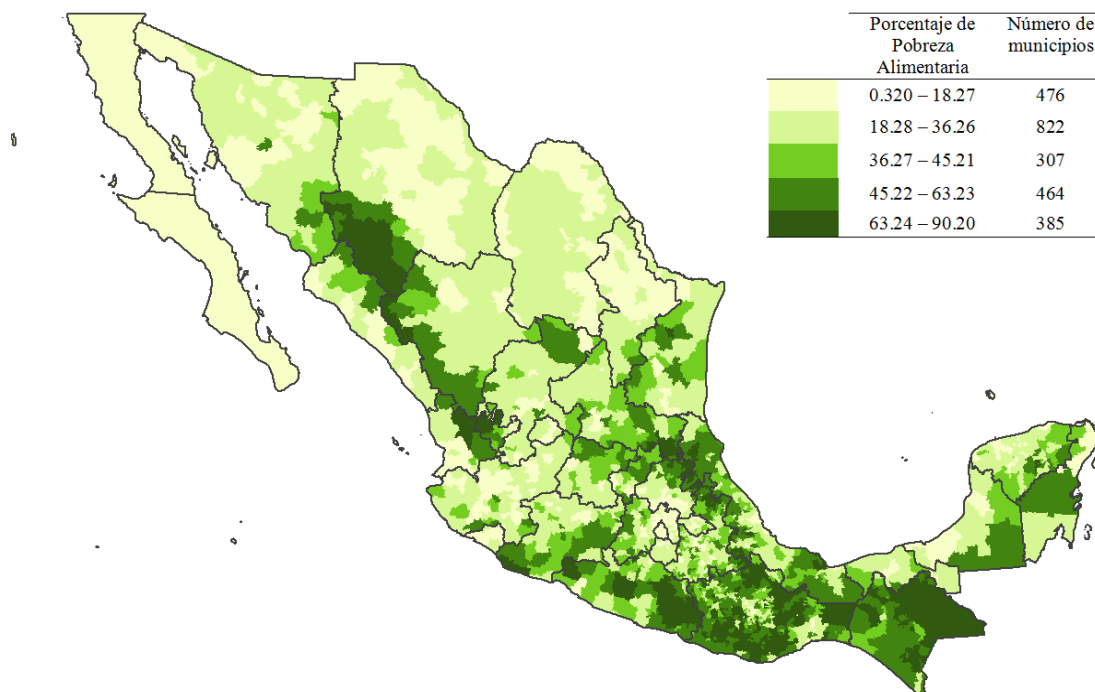 Porcentaje de Número de
Pobreza municipios
Alimentaria
0.320 – 18.27 476
18.28 – 36.26 822
36.27 – 45.21 307
45.22 – 63.23 464
63.24 – 90.20 385